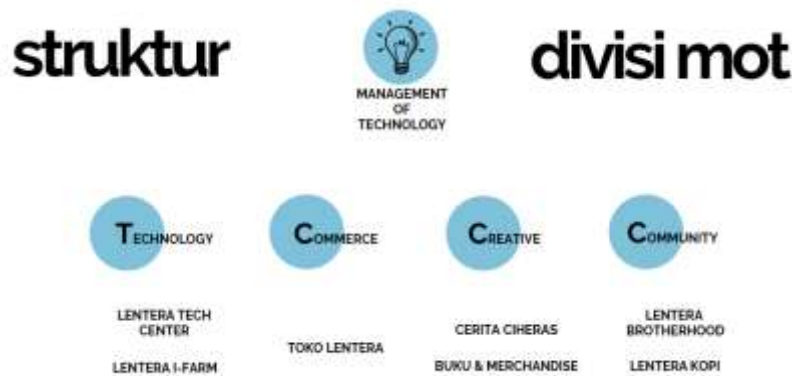 struktur
divisi mot
MANAGEMENT
OF
TECHNOLOGY
TECHNOLOGY
COMMERCE
CREATIVE
COMMUNITY
LENTERA TECH
CENTER
LENTERA I-FARM
TOKO LENTERA
CERITA CIHERAS
BUKU & MERCHANDISE
LENTERA
BROTHERHOOD
LENTERA KOPI